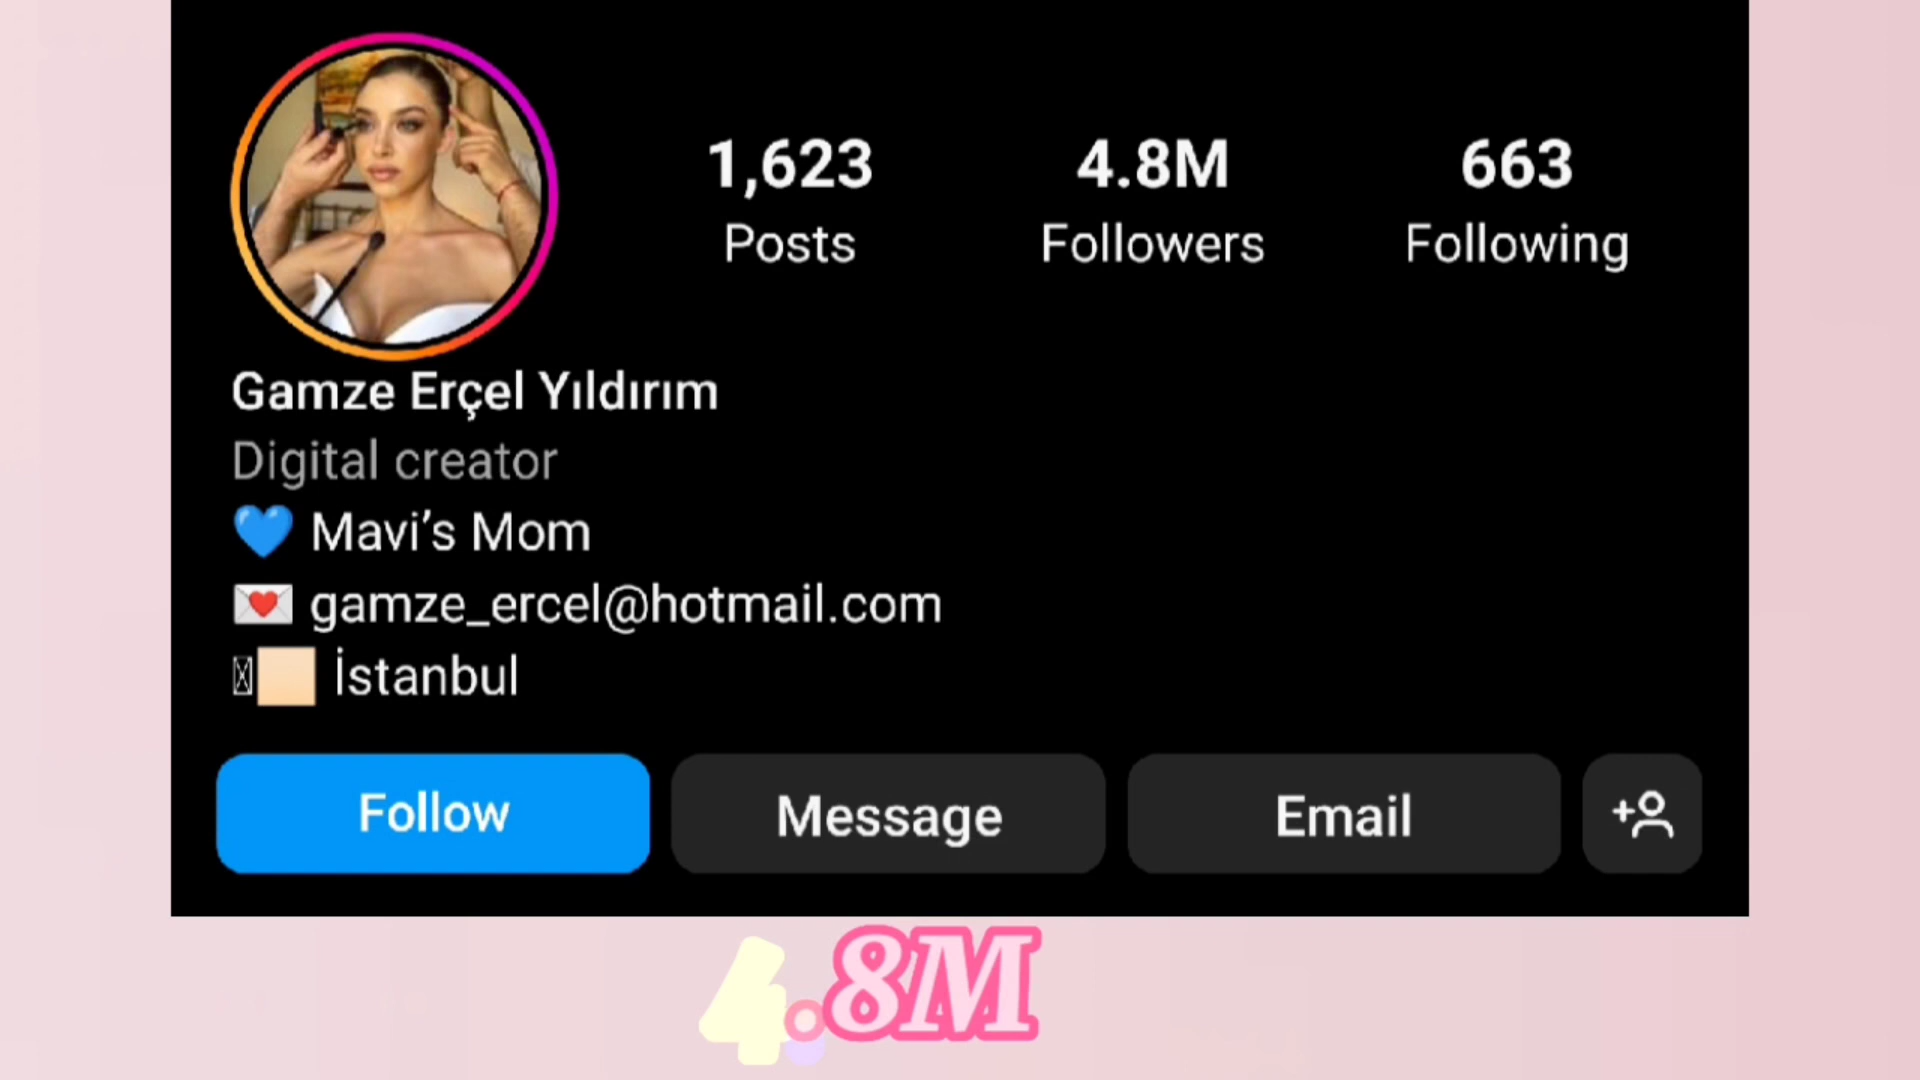 1,623 4.8M 663
Posts Followers Following
Gamze Erçel Yıldırım
Digital creator
💙 Mavi’s Mom
💌 gamze_ercel@hotmail.com
İstanbul
Follow Message Email
4.8M